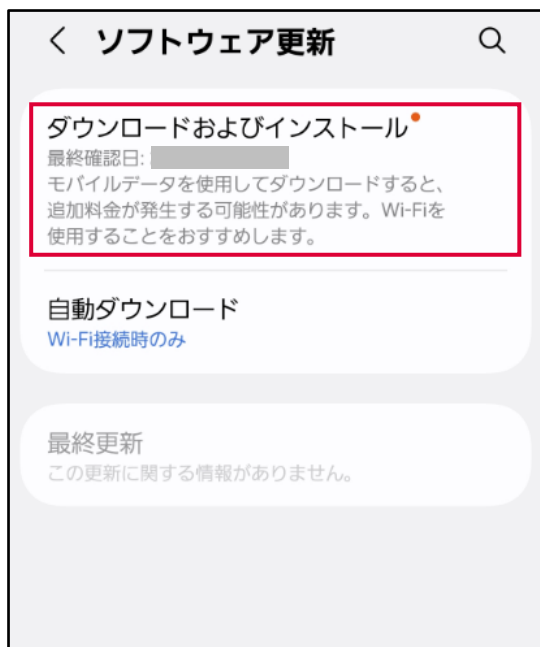 ソフトウェア更新
ダウンロードおよびインストール
最終確認日:
モバイルデータを使用してダウンロードすると、
追加料金が発生する可能性があります。Wi-Fiを
使用することをおすすめします。
自動ダウンロード
Wi-Fi接続時のみ
最終更新
この更新に関する情報がありません。